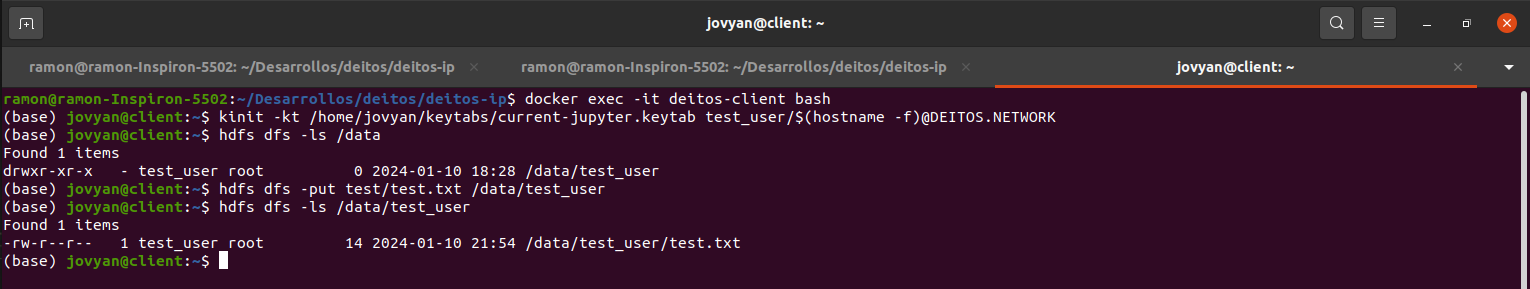 jovyan@client: ~
ramon@ramon-Inspiron-5502: ~/Desarrollos/deitos/deitos-ip
ramon@ramon-Inspiron-5502: ~/Desarrollos/deitos/deitos-ip
jovyan@client: ~
ramon@ramon-Inspiron-5502:~/Desarrollos/deitos/deitos-ip$ docker exec -it deitos-client bash
(base) jovyan@client:~$ kinit -kt /home/jovyan/keytabs/current-jupyter.keytab test_user/$(hostname -f)@DEITOS.NETWORK
(base) jovyan@client:~$ hdfs dfs -ls /data
Found 1 items
drwxr-xr-x   - test_user root          0 2024-01-10 18:28 /data/test_user
(base) jovyan@client:~$ hdfs dfs -put test/test.txt /data/test_user
(base) jovyan@client:~$ hdfs dfs -ls /data/test_user
Found 1 items
-rw-r--r--   1 test_user root         14 2024-01-10 21:54 /data/test_user/test.txt
(base) jovyan@client:~$